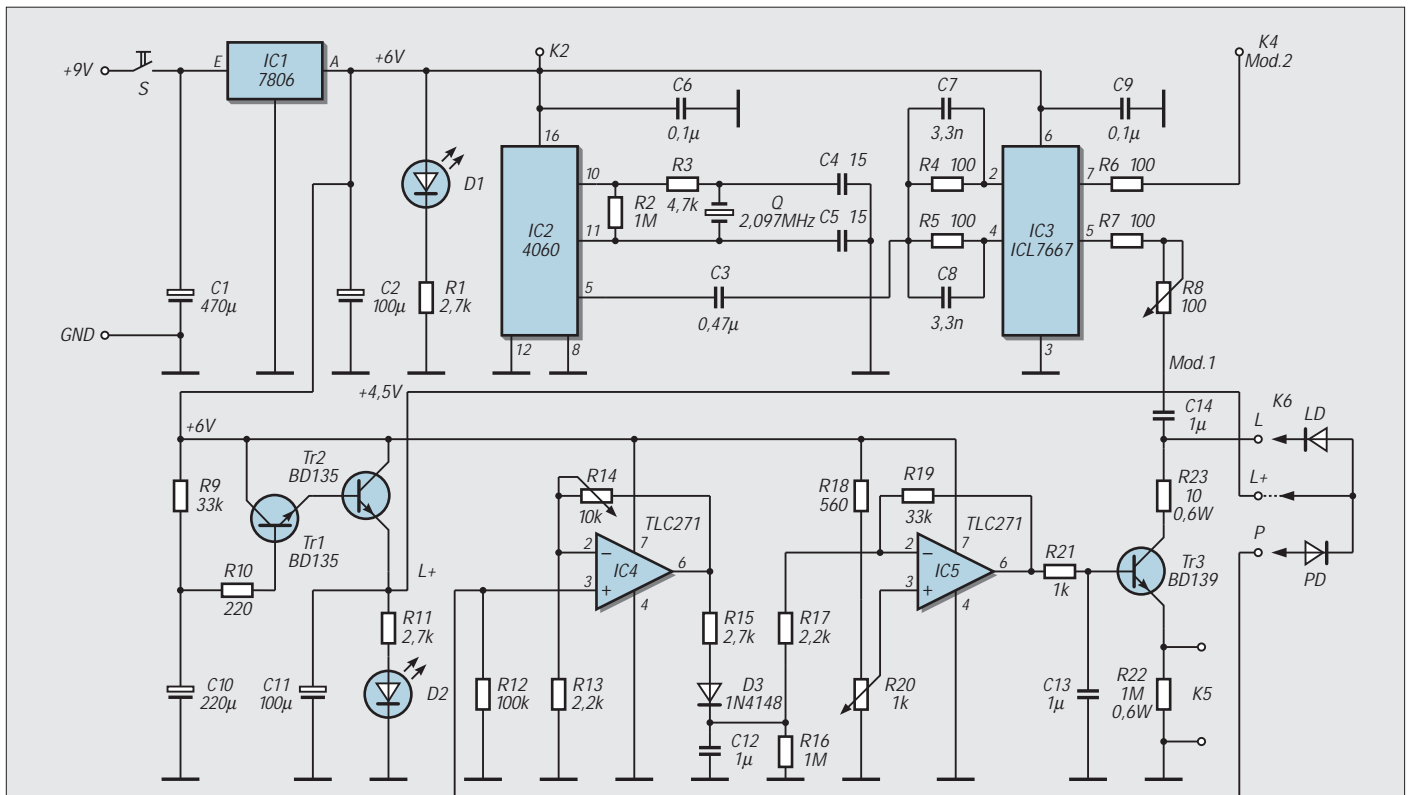 +9V
S
E
IC1
7806
A
+6V
K2
C6
0,1µ
C7
3,3n
C9
0,1µ
K4
Mod.2
16
10
11
5
12
8
IC2
4060
R2
1M
R3
4,7k
Q
2,097MHz
C4 15
C5 15
C3
0,47µ
R4 100
R5 100
C8
3,3n
2
4
6
7
5
3
IC3
ICL7667
R6 100
R7 100
R8
100
D1
C1
470µ
C2
100µ
R1
2,7k
GND
Mod.1
+4,5V
+6V
C14
1µ
K6
LD
L
L+
P
PD
R9
33k
Tr2
BD135
Tr1
BD135
R10
220
L+
R11
2,7k
D2
C10
220µ
C11
100µ
R12
100k
R13
2,2k
R14
10k
TLC271
IC4
2
3
7
6
4
R15
2,7k
D3
1N4148
C12
1µ
R16
1M
R17
2,2k
R18
560
R19
33k
TLC271
IC5
2
3
7
6
4
R20
1k
R21
1k
C13
1µ
R23
10
0,6W
Tr3
BD139
R22
1M
0,6W
K5